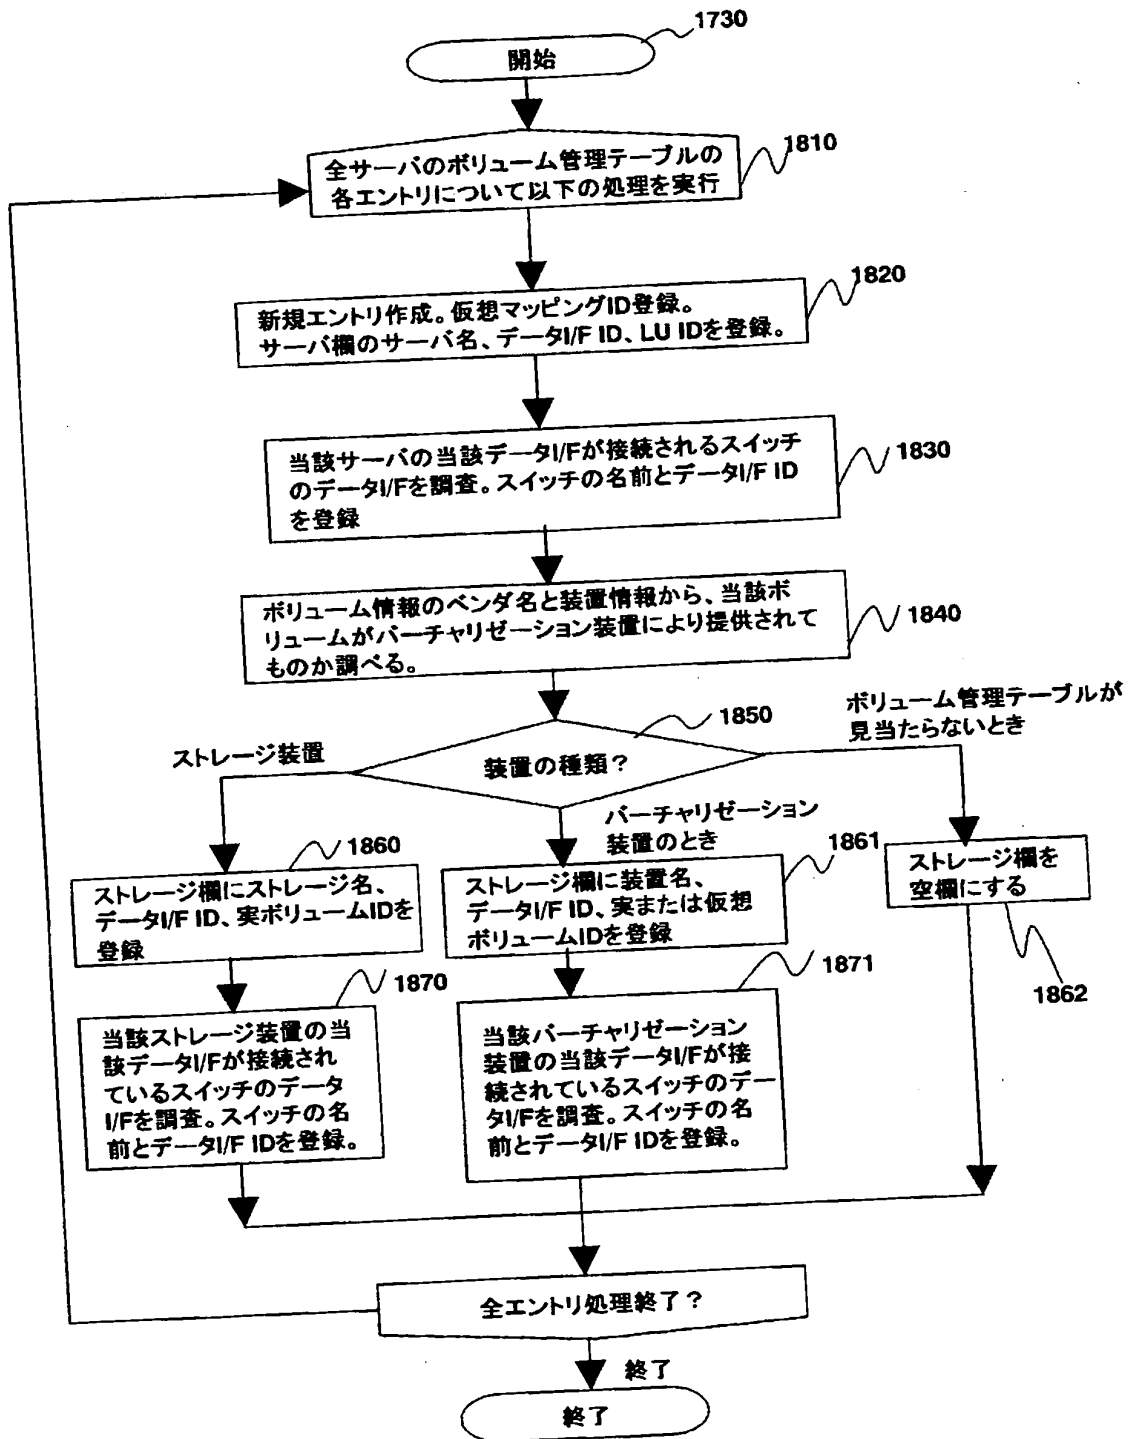 1730
開始
1810
全サーバのボリューム管理テーブルの
各エントリについて以下の処理を実行
1820
新規エントリ作成。仮想マッピングID登録。
サーバ欄のサーバ名、データI/F ID、LU IDを登録。
1830
当該サーバの当該データI/Fが接続されるスイッチ
のデータI/Fを調査。スイッチの名前とデータI/F ID
を登録
1840
ボリューム情報のベンダ名と装置情報から、当該ボ
リュームがバーチャリゼーション装置により提供されて
ものか調べる。
1850
装置の種類？
ストレージ装置
ボリューム管理テーブルが
見当たらないとき
バーチャリゼーション
装置のとき
1860
ストレージ欄にストレージ名、
データI/F ID、実ボリュームIDを
登録
1861
ストレージ欄に装置名、
データI/F ID、実または仮想
ボリュームIDを登録
ストレージ欄を
空欄にする
1862
1870
当該ストレージ装置の当
該データI/Fが接続され
ているスイッチのデータ
I/Fを調査。スイッチの名
前とデータI/F IDを登録。
1871
当該バーチャリゼーション
装置の当該データI/Fが接
続されているスイッチのデー
タI/Fを調査。スイッチの名
前とデータI/F IDを登録。
全エントリ処理終了？
終了
終了